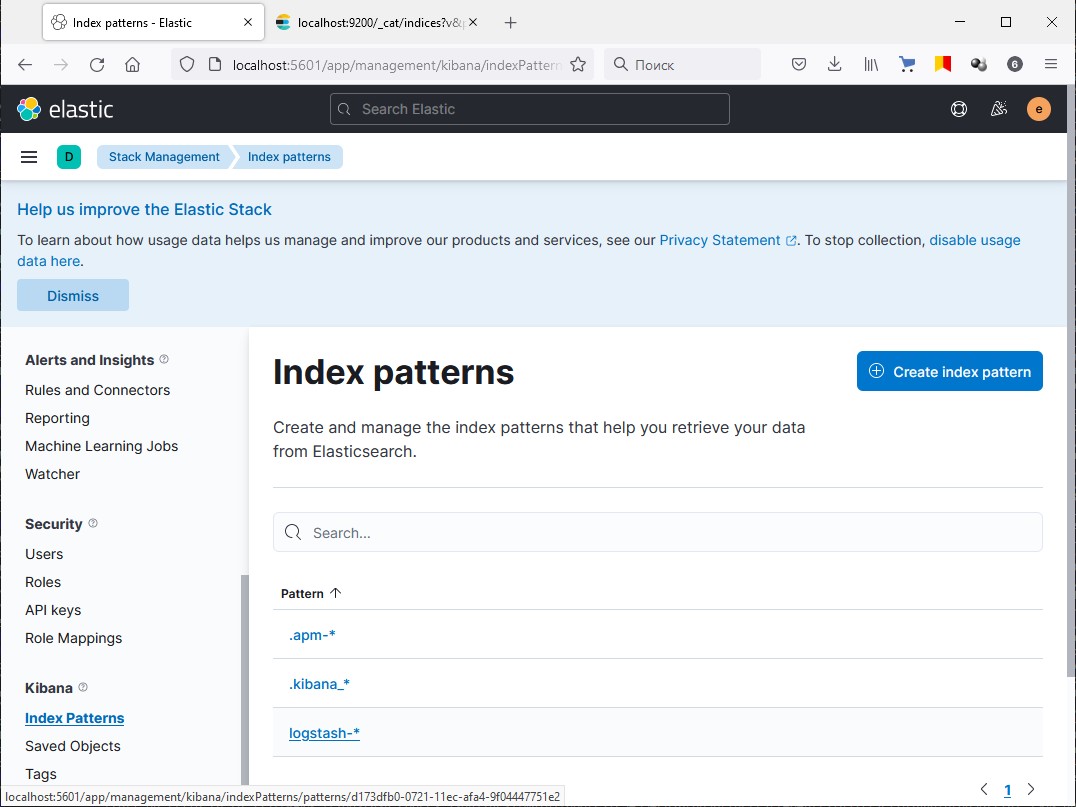 Index patterns - Elastic
localhost:9200/_cat/indices?v&
localhost:5601/app/management/kibana/indexPattern
Поиск
6
elastic
Search Elastic
e
D
Stack Management
Index patterns
Help us improve the Elastic Stack
To learn about how usage data helps us manage and improve our products and services, see our Privacy Statement. To stop collection, disable usage
data here.
Dismiss
Alerts and Insights
Rules and Connectors
Reporting
Machine Learning Jobs
Watcher
Security
Users
Roles
API keys
Role Mappings
Kibana
Index Patterns
Saved Objects
Tags
Index patterns
Create index pattern
Create and manage the index patterns that help you retrieve your data
from Elasticsearch.
Search...
Pattern
.apm-*
.kibana_*
logstash-*
1
localhost:5601/app/management/kibana/indexPatterns/patterns/d173dfb0-0721-11ec-afa4-9f04447751e2